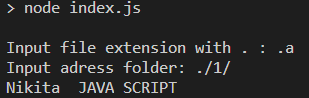 > node index.js
Input file extension with . : .a
Input adress folder: ./1/
Nikita  JAVA SCRIPT